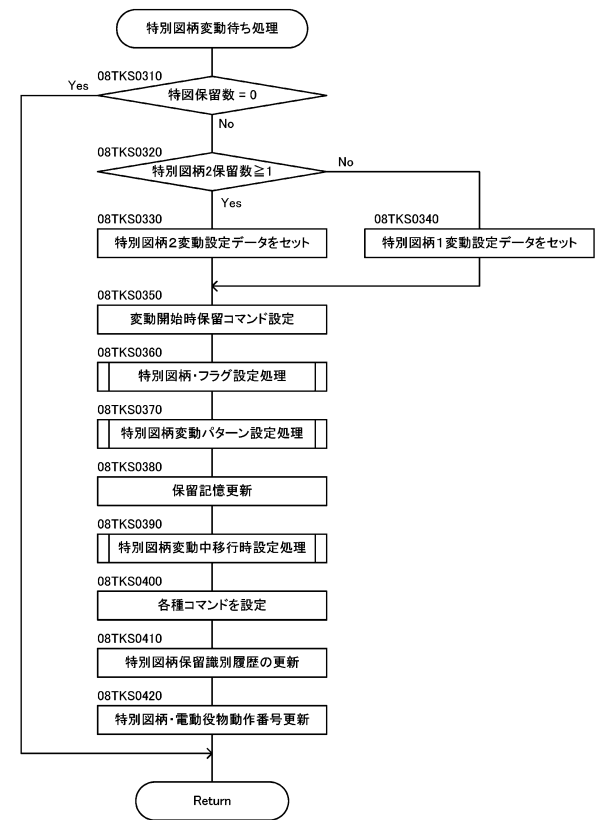 特別図柄変動待ち処理
08TKS0310
Yes
特図保留数 = 0
No
08TKS0320
特別図柄2保留数≧1
No
Yes
08TKS0330
特別図柄２変動設定データをセット
08TKS0340
特別図柄１変動設定データをセット
08TKS0350
変動開始時保留コマンド設定
08TKS0360
特別図柄・フラグ設定処理
08TKS0370
特別図柄変動パターン設定処理
08TKS0380
保留記憶更新
08TKS0390
特別図柄変動中移行時設定処理
08TKS0400
各種コマンドを設定
08TKS0410
特別図柄保留識別履歴の更新
08TKS0420
特別図柄・電動役物動作番号更新
Return